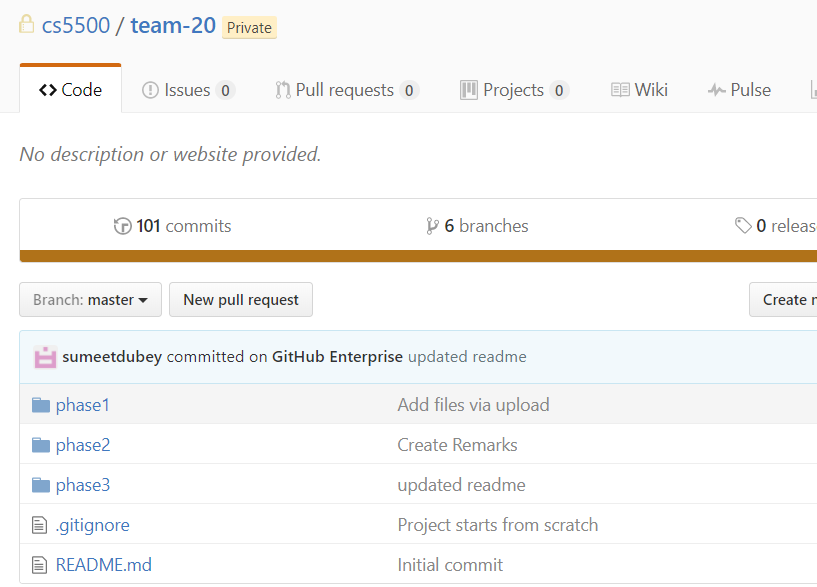 cs5500 / team-20 Private
Code Issues 0 Pull requests 0 Projects 0 Wiki Pulse
No description or website provided.
101 commits 6 branches 0 releas
Branch: master New pull request Create
sumeetdubey committed on GitHub Enterprise updated readme
phase1 Add files via upload
phase2 Create Remarks
phase3 updated readme
.gitignore Project starts from scratch
README.md Initial commit